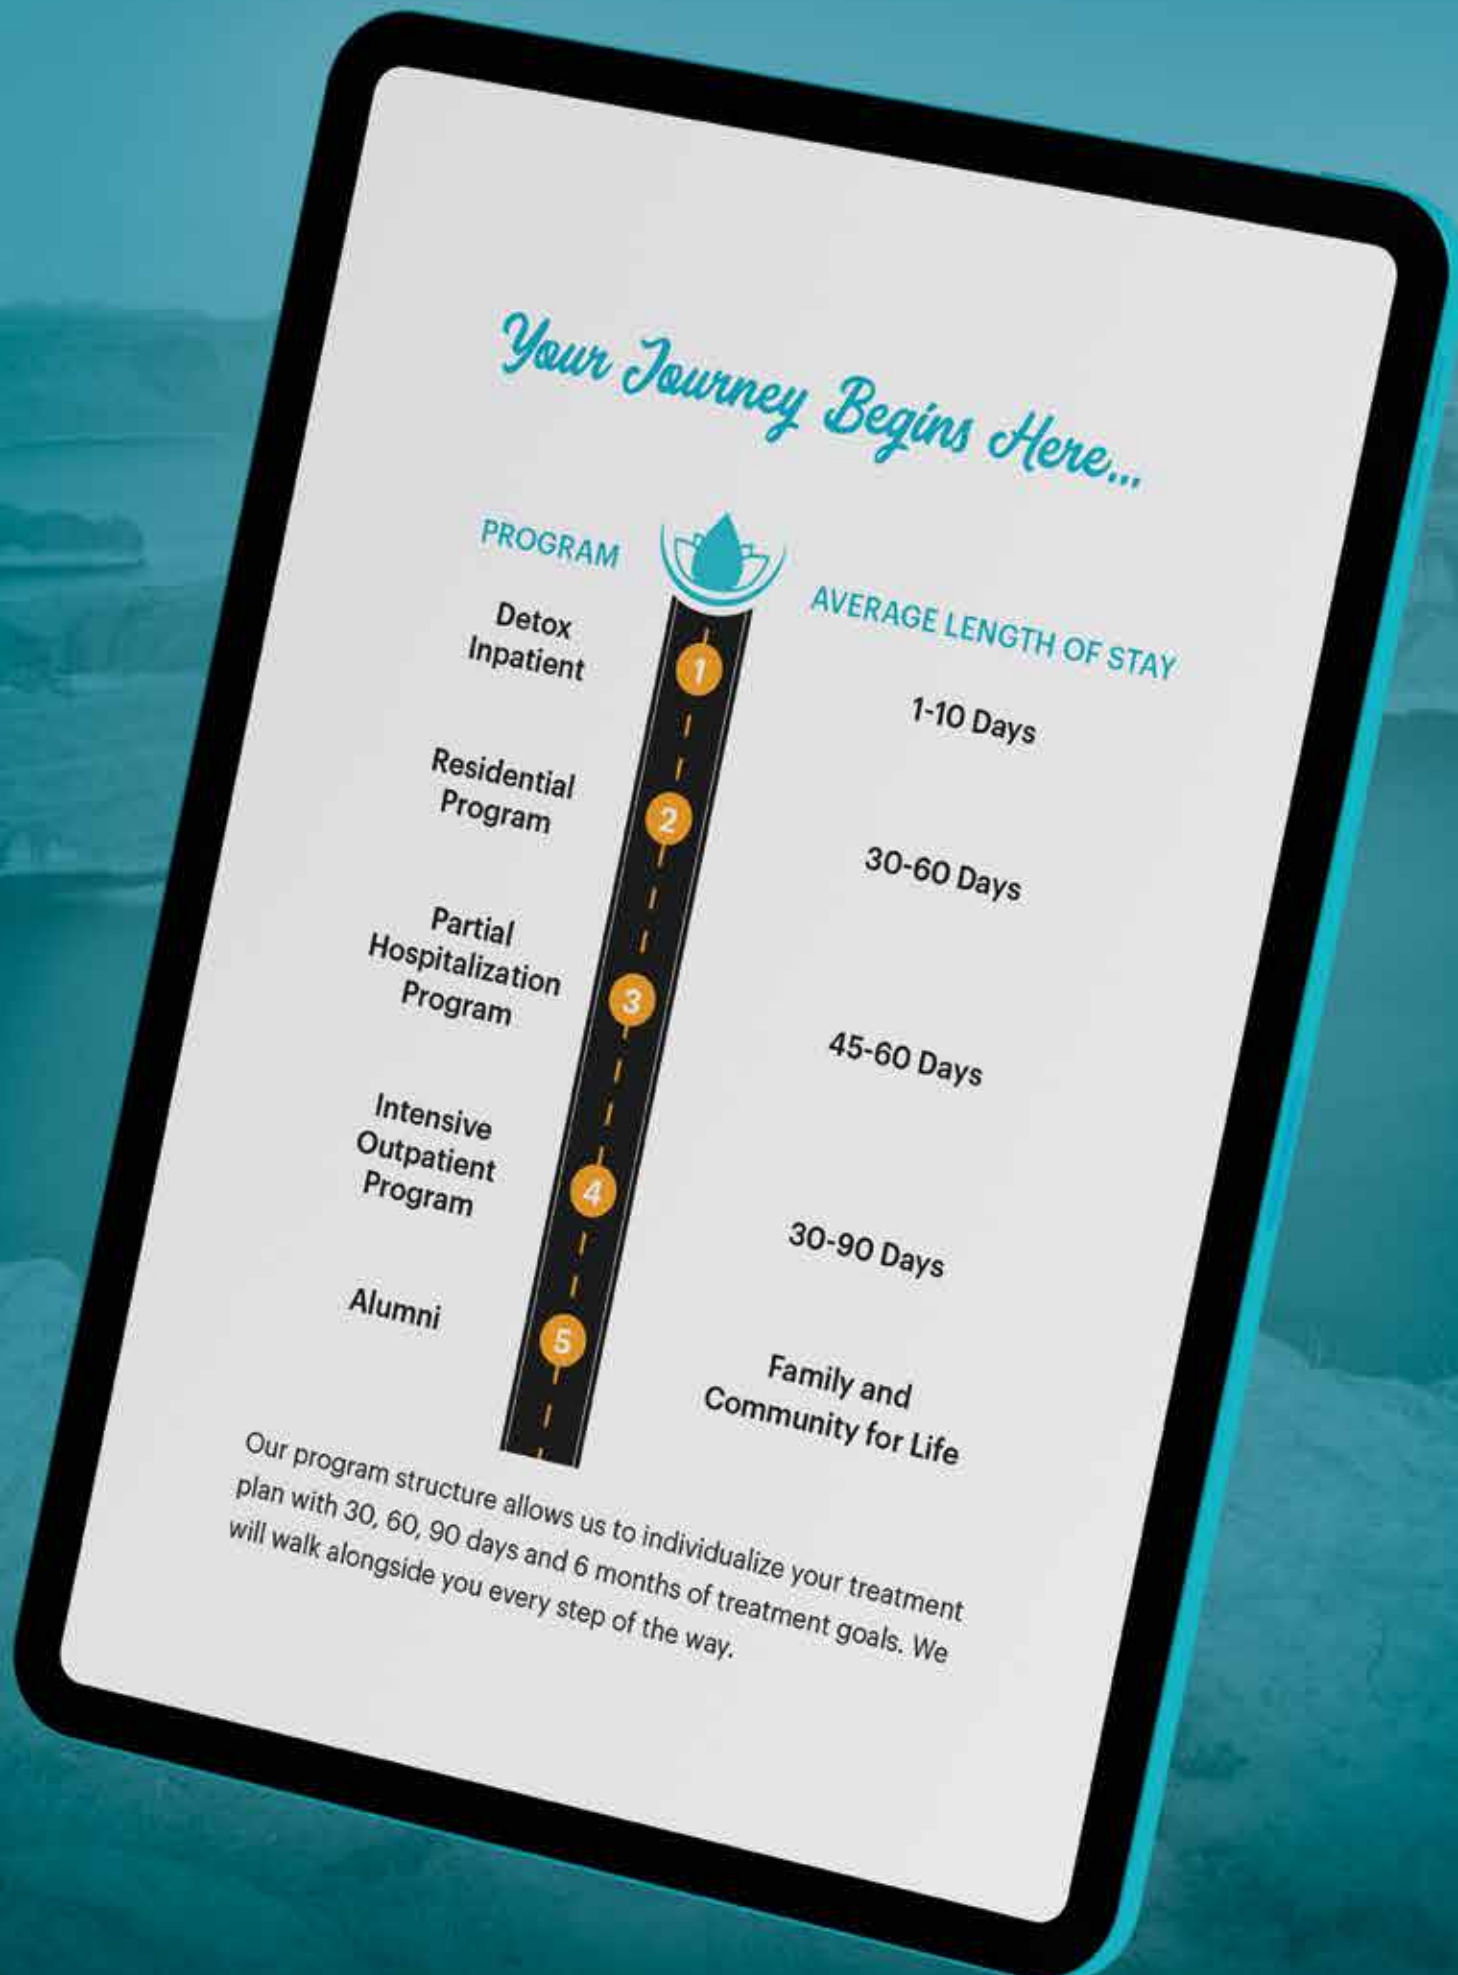 Your Journey Begins Here...
PROGRAM
AVERAGE LENGTH OF STAY
Detox
Inpatient
1
1-10 Days
Residential
Program
2
30-60 Days
Partial
Hospitalization
Program
3
45-60 Days
Intensive
Outpatient
Program
4
30-90 Days
Alumni
5
Family and
Community for Life
Our program structure allows us to individualize your treatment
plan with 30, 60, 90 days and 6 months of treatment goals. We
will walk alongside you every step of the way.